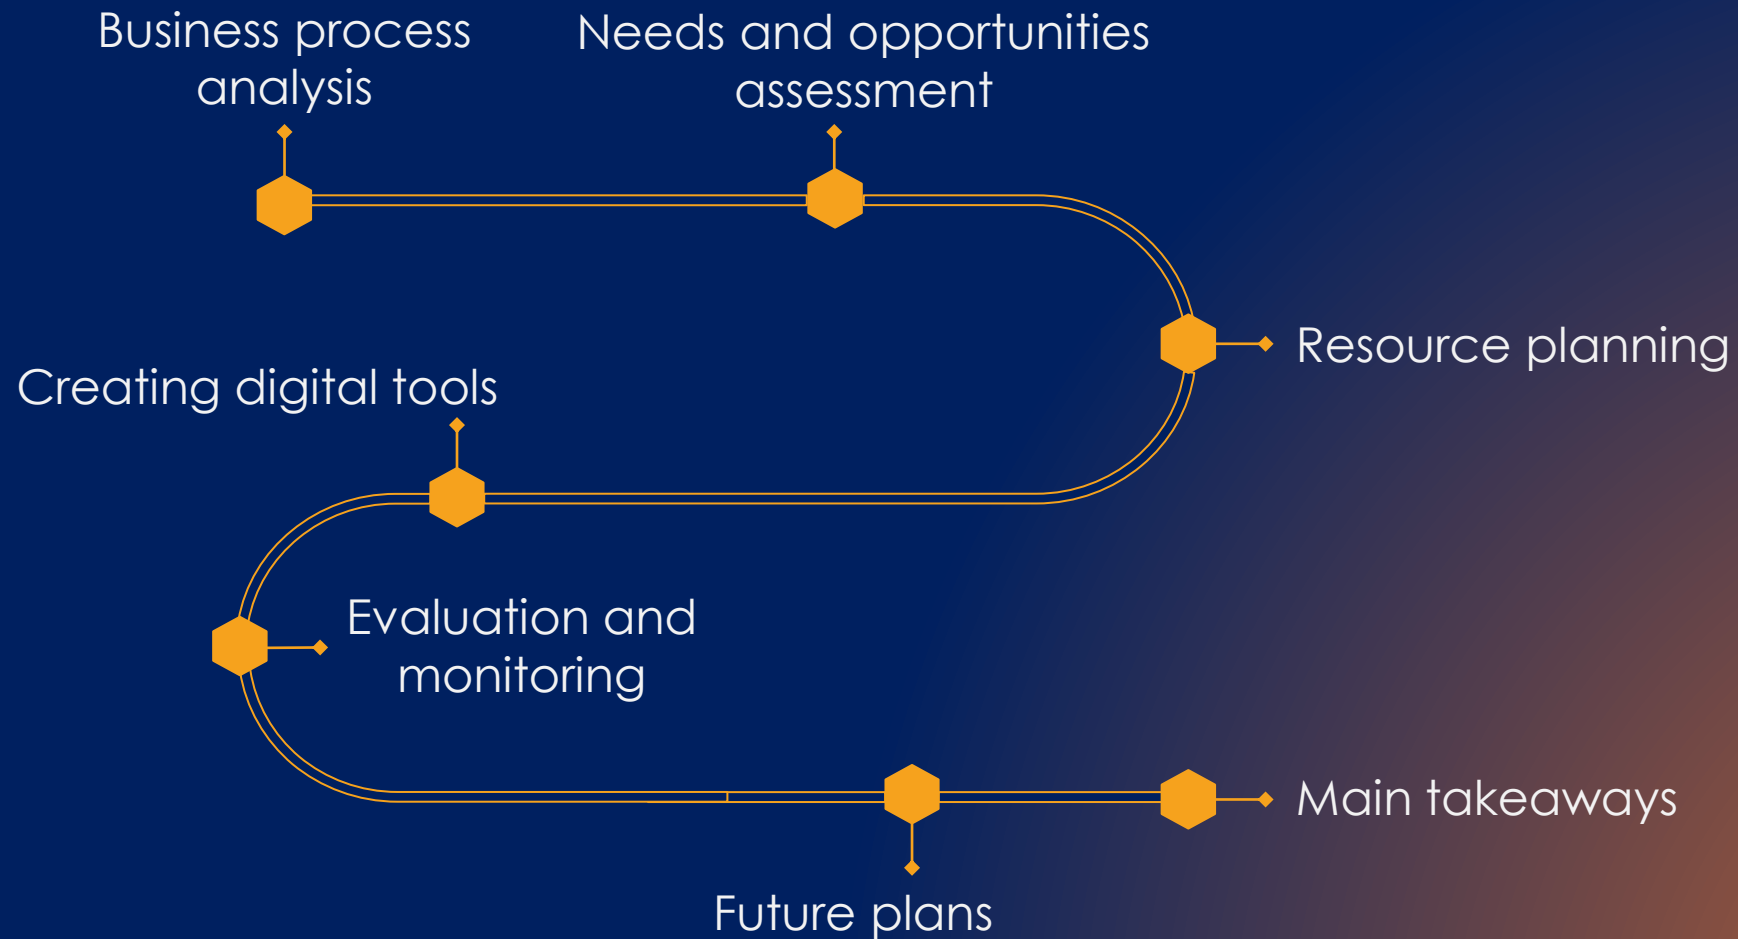 Business process
analysis
Needs and opportunities
assessment
Resource planning
Creating digital tools
Evaluation and
monitoring
Future plans
Main takeaways